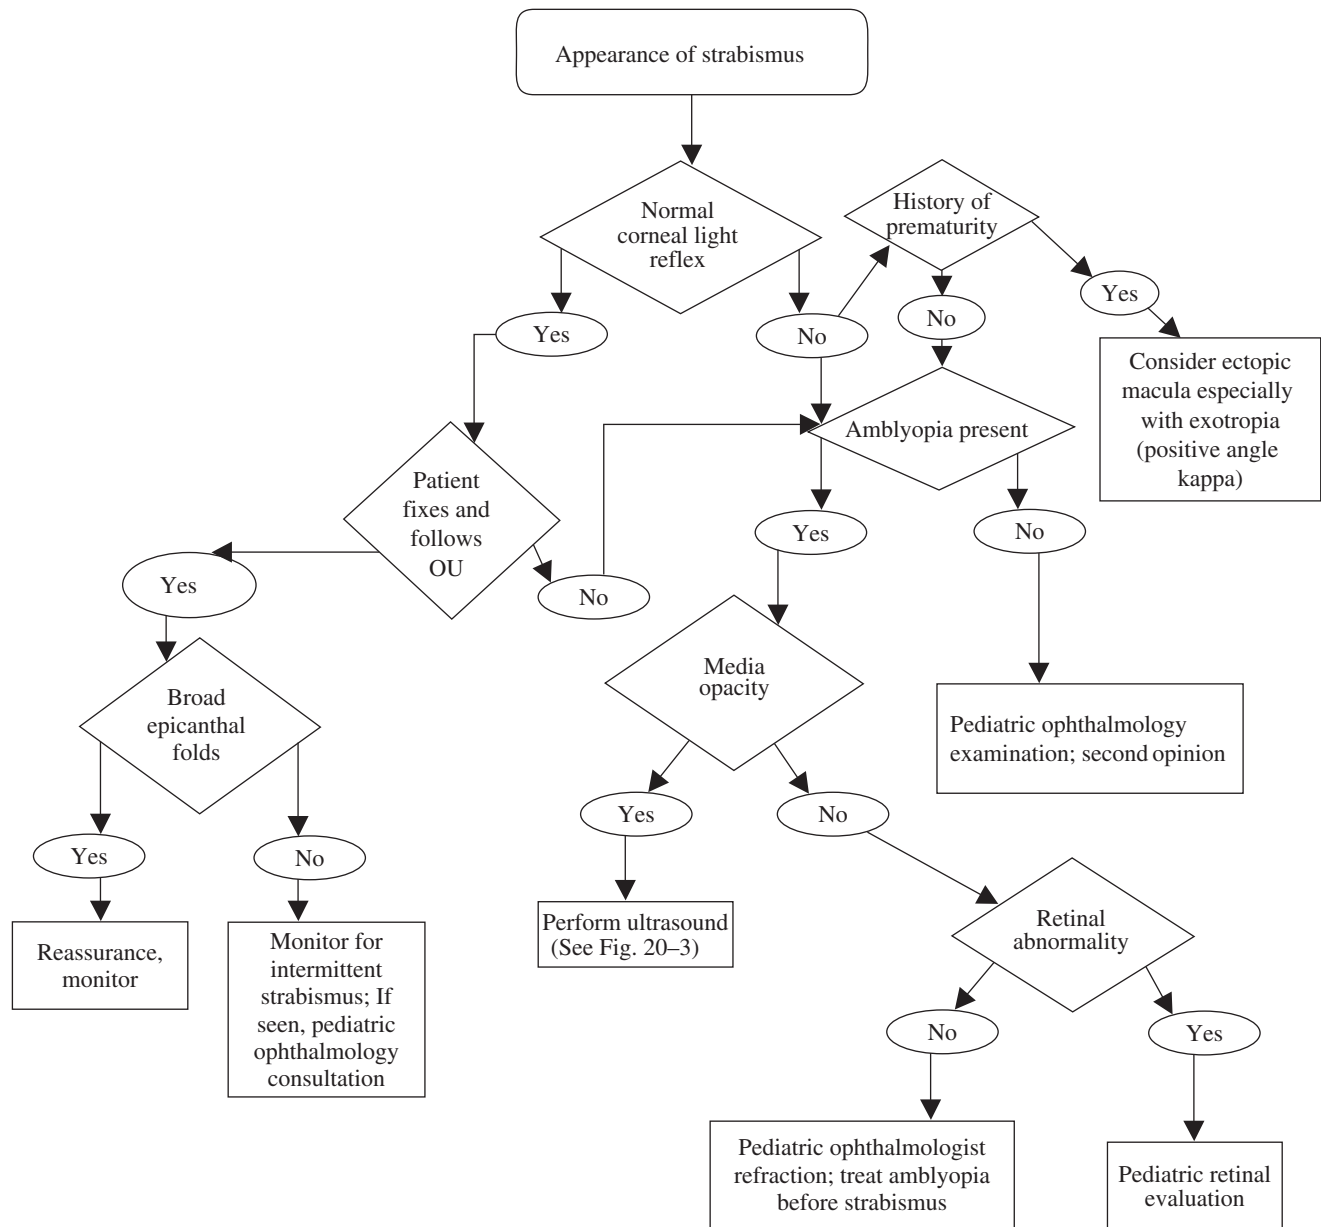 Appearance of strabismus
Normal
corneal light
reflex
History of
prematurity
Yes
No
No
Yes
Consider ectopic
macula especially
with exotropia
(positive angle
kappa)
Amblyopia present
Patient
fixes and
follows
OU
Yes
No
Yes
No
Broad
epicanthal
folds
Media
opacity
Pediatric ophthalmology
examination; second opinion
Yes
No
Yes
No
Reassurance,
monitor
Monitor for
intermittent
strabismus; If
seen, pediatric
ophthalmology
consultation
Perform ultrasound
(See Fig. 20–3)
Retinal
abnormality
No
Yes
Pediatric ophthalmologist
refraction; treat amblyopia
before strabismus
Pediatric retinal
evaluation